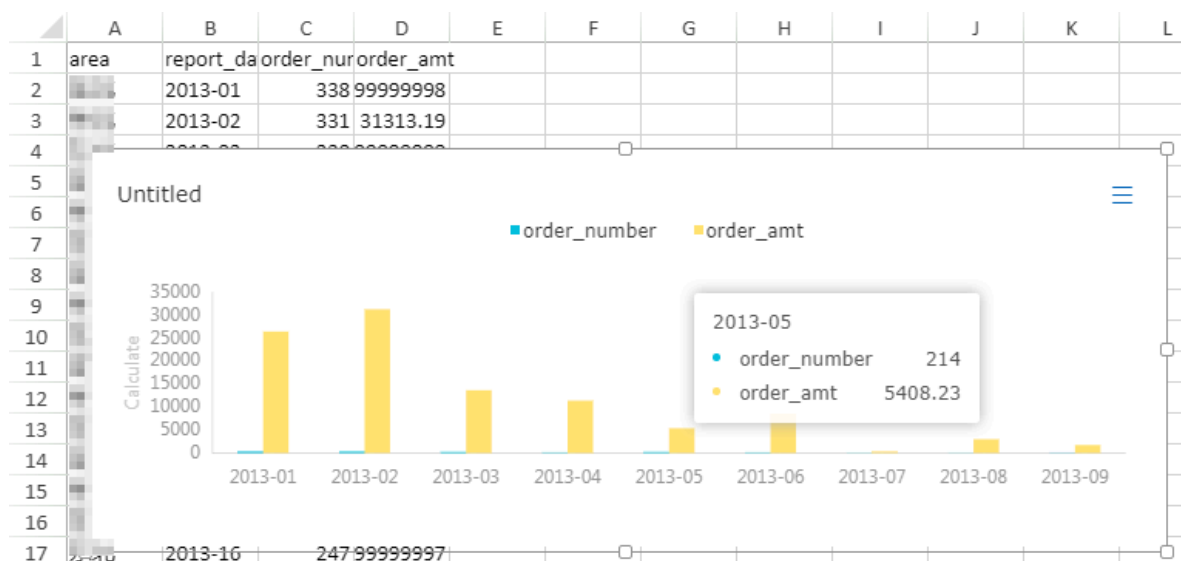 A B C D E F G H I J K L
1 area report_da order_nur order_amt
2 2013-01 338 99999998
3 2013-02 331 31313.19
4
5
6
7
8
9
10
11
12
13
14
15
16
17 2013-16 247 99999997
Untitled
order_number order_amt
35000
30000
25000
20000
15000
10000
5000
0
Calculate
2013-01 2013-02 2013-03 2013-04 2013-05 2013-06 2013-07 2013-08 2013-09
2013-05
order_number 214
order_amt 5408.23